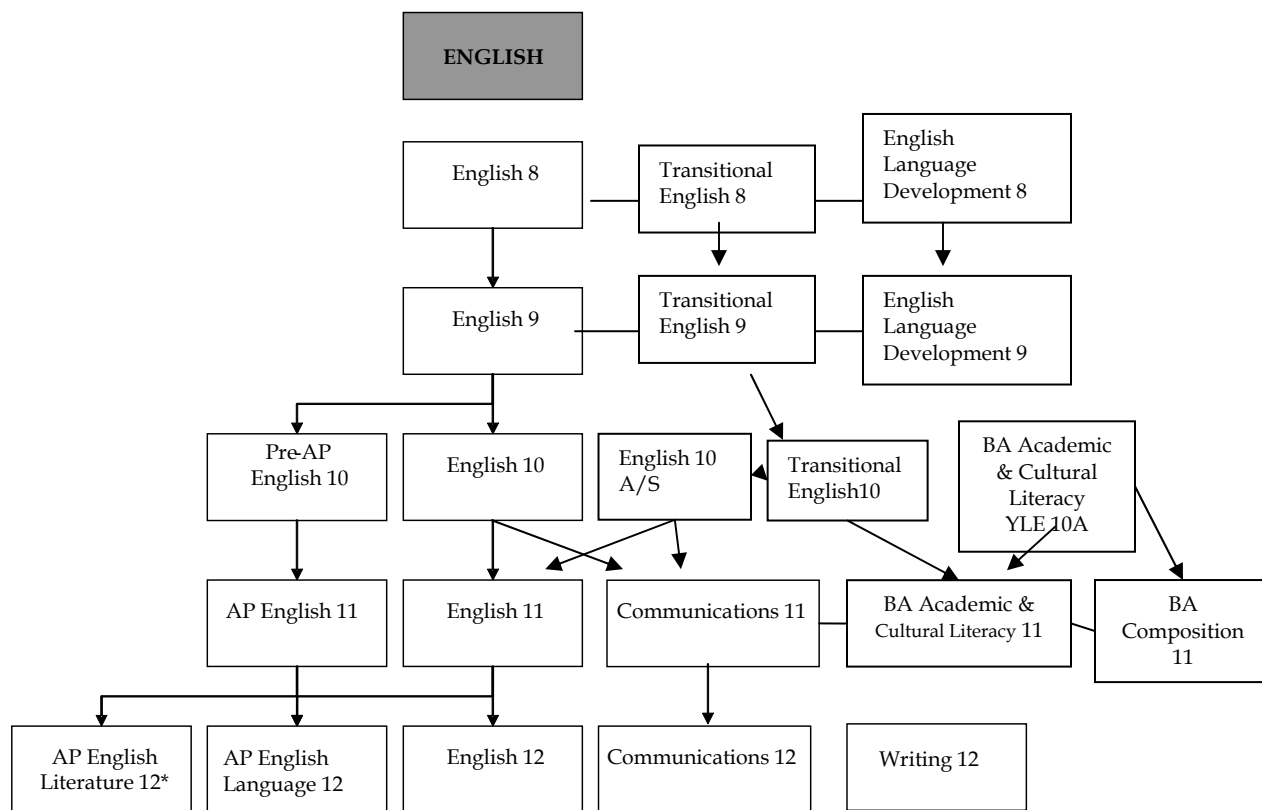 ENGLISH
English 8
Transitional
English 8
English
Language
Development 8
English 9
Transitional
English 9
English
Language
Development 9
Pre-AP
English 10
English 10
English 10
A/S
Transitional
English10
BA Academic
& Cultural
Literacy
YLE 10A
AP English 11
English 11
Communications 11
BA Academic &
Cultural Literacy 11
BA
Composition
11
AP English
Literature 12*
AP English
Language 12
English 12
Communications 12
Writing 12